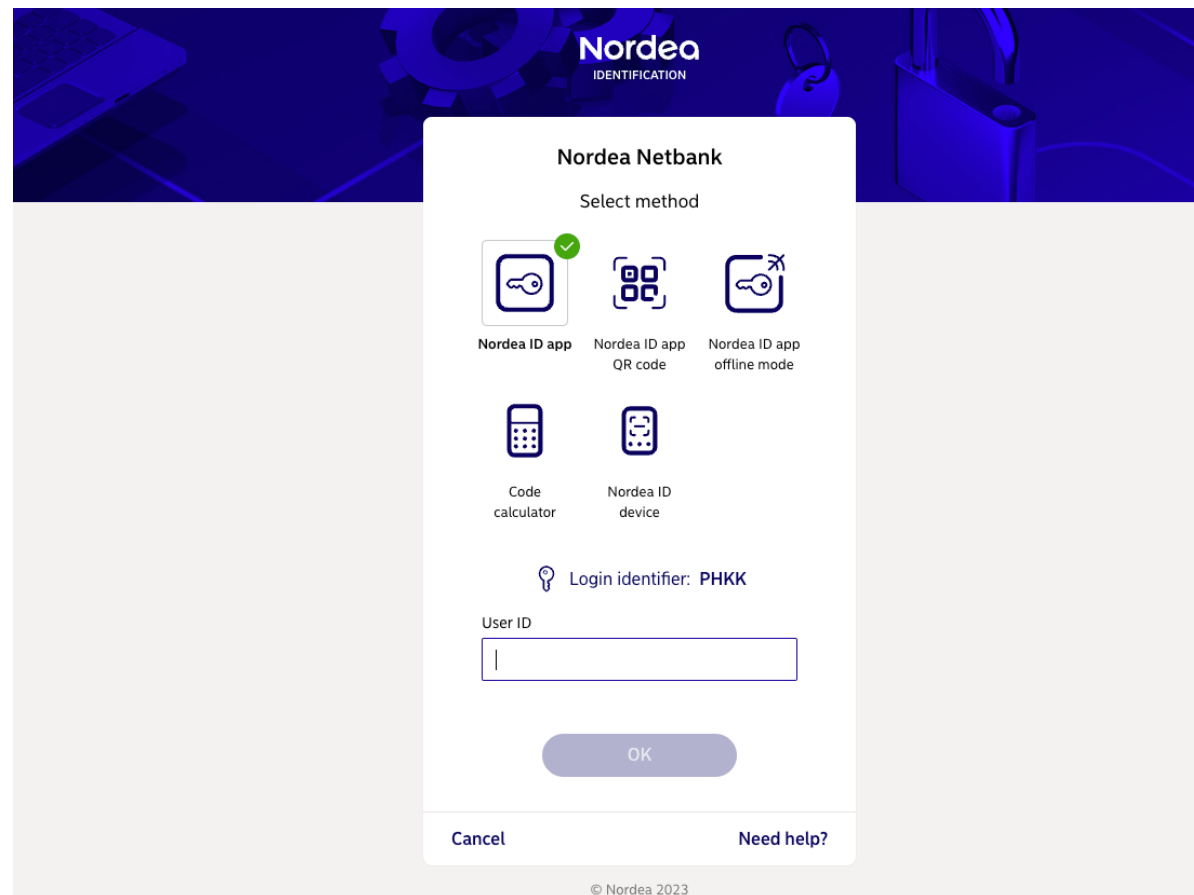 Nordea
IDENTIFICATION
Nordea Netbank
Select method
Nordea ID app
Nordea ID app
QR code
Nordea ID app
offline mode
Code
calculator
Nordea ID
device
Login identifier: PHKK
User ID
OK
Cancel
Need help?
© Nordea 2023